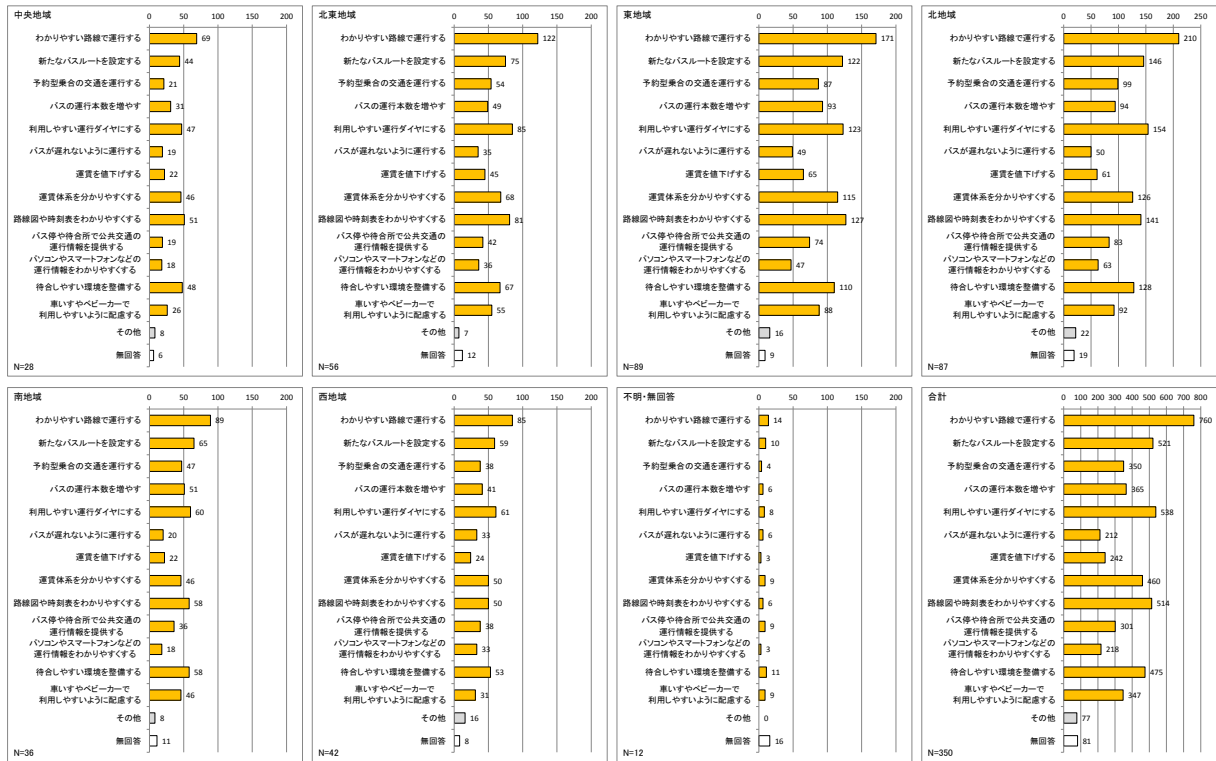 中央地域
0 50 100 150 200
わかりやすい路線で運行する 69
新たなバスルートを設定する 44
予約型乗合の交通を運行する 21
バスの運行本数を増やす 31
利用しやすい運行ダイヤにする 47
バスが遅れないように運行する 19
運賃を値下げする 22
運賃体系を分かりやすくする 46
路線図や時刻表をわかりやすくする 51
バス停や待合所で公共交通の
運行情報を提供する 19
パソコンやスマートフォンなどの
運行情報をわかりやすくする 18
待合しやすい環境を整備する 48
車いすやベビーカーで
利用しやすいように配慮する 26
その他 8
無回答 6
N=28
北東地域
0 50 100 150 200
わかりやすい路線で運行する 122
新たなバスルートを設定する 75
予約型乗合の交通を運行する 54
バスの運行本数を増やす 49
利用しやすい運行ダイヤにする 85
バスが遅れないように運行する 35
運賃を値下げする 45
運賃体系を分かりやすくする 68
路線図や時刻表をわかりやすくする 81
バス停や待合所で公共交通の
運行情報を提供する 42
パソコンやスマートフォンなどの
運行情報をわかりやすくする 36
待合しやすい環境を整備する 67
車いすやベビーカーで
利用しやすいように配慮する 55
その他 7
無回答 12
N=56
東地域
0 50 100 150 200
わかりやすい路線で運行する 171
新たなバスルートを設定する 122
予約型乗合の交通を運行する 87
バスの運行本数を増やす 93
利用しやすい運行ダイヤにする 123
バスが遅れないように運行する 49
運賃を値下げする 65
運賃体系を分かりやすくする 115
路線図や時刻表をわかりやすくする 127
バス停や待合所で公共交通の
運行情報を提供する 74
パソコンやスマートフォンなどの
運行情報をわかりやすくする 47
待合しやすい環境を整備する 110
車いすやベビーカーで
利用しやすいように配慮する 88
その他 16
無回答 9
N=89
北地域
0 50 100 150 200 250
わかりやすい路線で運行する 210
新たなバスルートを設定する 146
予約型乗合の交通を運行する 99
バスの運行本数を増やす 94
利用しやすい運行ダイヤにする 154
バスが遅れないように運行する 50
運賃を値下げする 61
運賃体系を分かりやすくする 126
路線図や時刻表をわかりやすくする 141
バス停や待合所で公共交通の
運行情報を提供する 83
パソコンやスマートフォンなどの
運行情報をわかりやすくする 63
待合しやすい環境を整備する 128
車いすやベビーカーで
利用しやすいように配慮する 92
その他 22
無回答 19
N=87
南地域
0 50 100 150 200
わかりやすい路線で運行する 89
新たなバスルートを設定する 65
予約型乗合の交通を運行する 47
バスの運行本数を増やす 51
利用しやすい運行ダイヤにする 60
バスが遅れないように運行する 20
運賃を値下げする 22
運賃体系を分かりやすくする 46
路線図や時刻表をわかりやすくする 58
バス停や待合所で公共交通の
運行情報を提供する 36
パソコンやスマートフォンなどの
運行情報をわかりやすくする 18
待合しやすい環境を整備する 58
車いすやベビーカーで
利用しやすいように配慮する 46
その他 8
無回答 11
N=36
西地域
0 50 100 150 200
わかりやすい路線で運行する 85
新たなバスルートを設定する 59
予約型乗合の交通を運行する 38
バスの運行本数を増やす 41
利用しやすい運行ダイヤにする 61
バスが遅れないように運行する 33
運賃を値下げする 24
運賃体系を分かりやすくする 50
路線図や時刻表をわかりやすくする 50
バス停や待合所で公共交通の
運行情報を提供する 38
パソコンやスマートフォンなどの
運行情報をわかりやすくする 33
待合しやすい環境を整備する 53
車いすやベビーカーで
利用しやすいように配慮する 31
その他 16
無回答 8
N=42
不明・無回答
0 50 100 150 200
わかりやすい路線で運行する 14
新たなバスルートを設定する 10
予約型乗合の交通を運行する 4
バスの運行本数を増やす 6
利用しやすい運行ダイヤにする 8
バスが遅れないように運行する 6
運賃を値下げする 3
運賃体系を分かりやすくする 9
路線図や時刻表をわかりやすくする 6
バス停や待合所で公共交通の
運行情報を提供する 9
パソコンやスマートフォンなどの
運行情報をわかりやすくする 3
待合しやすい環境を整備する 11
車いすやベビーカーで
利用しやすいように配慮する 9
その他 0
無回答 16
N=12
合計
0 100 200 300 400 500 600 700 800
わかりやすい路線で運行する 760
新たなバスルートを設定する 521
予約型乗合の交通を運行する 350
バスの運行本数を増やす 365
利用しやすい運行ダイヤにする 538
バスが遅れないように運行する 212
運賃を値下げする 242
運賃体系を分かりやすくする 460
路線図や時刻表をわかりやすくする 514
バス停や待合所で公共交通の
運行情報を提供する 301
パソコンやスマートフォンなどの
運行情報をわかりやすくする 218
待合しやすい環境を整備する 475
車いすやベビーカーで
利用しやすいように配慮する 347
その他 77
無回答 81
N=350